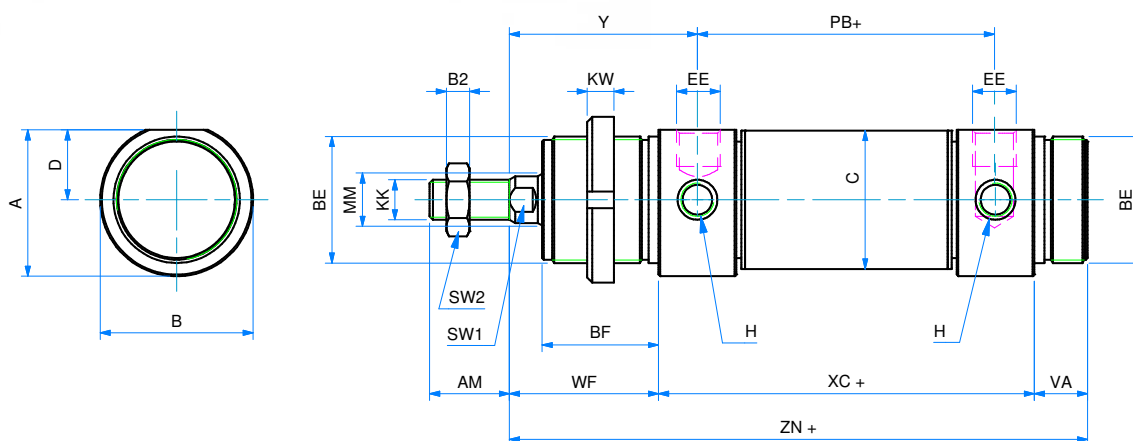 Y
PB+
B2
KW
EE
EE
A
D
BE
MM
KK
C
BE
SW2
SW1
BF
H
H
B
AM
WF
XC +
VA
ZN +